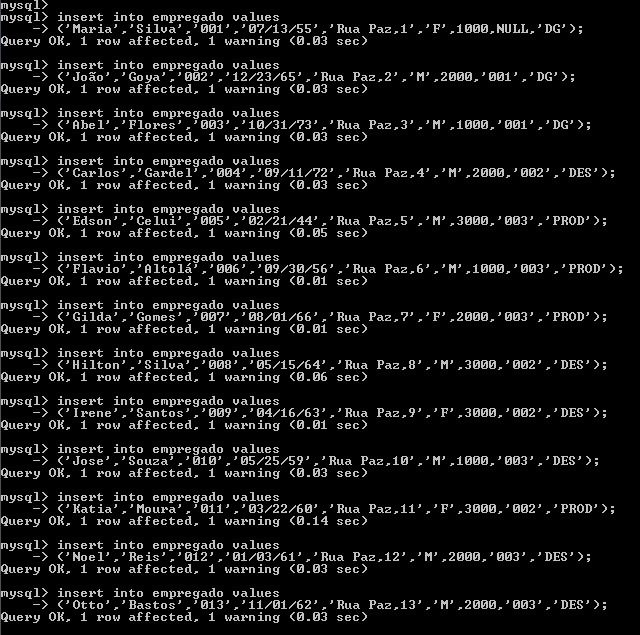 mysql>
mysql> insert into empregado values
    -> ('Maria','Silva','001','07/13/55','Rua Paz,1','F',1000,NULL,'DG');
Query OK, 1 row affected, 1 warning (0.03 sec)
mysql> insert into empregado values
    -> ('João','Goya','002','12/23/65','Rua Paz,2','M',2000,'001','DG');
Query OK, 1 row affected, 1 warning (0.03 sec)
mysql> insert into empregado values
    -> ('Abel','Flores','003','10/31/73','Rua Paz,3','M',1000,'001','DG');
Query OK, 1 row affected, 1 warning (0.03 sec)
mysql> insert into empregado values
    -> ('Carlos','Gardel','004','09/11/72','Rua Paz,4','M',2000,'002','DES');
Query OK, 1 row affected, 1 warning (0.03 sec)
mysql> insert into empregado values
    -> ('Edson','Celui','005','02/21/44','Rua Paz,5','M',3000,'003','PROD');
Query OK, 1 row affected, 1 warning (0.05 sec)
mysql> insert into empregado values
    -> ('Flavio','Altolá','006','09/30/56','Rua Paz,6','M',1000,'003','PROD');
Query OK, 1 row affected, 1 warning (0.01 sec)
mysql> insert into empregado values
    -> ('Gilda','Gomes','007','08/01/66','Rua Paz,7','F',2000,'003','PROD');
Query OK, 1 row affected, 1 warning (0.01 sec)
mysql> insert into empregado values
    -> ('Hilton','Silva','008','05/15/64','Rua Paz,8','M',3000,'002','DES');
Query OK, 1 row affected, 1 warning (0.06 sec)
mysql> insert into empregado values
    -> ('Irene','Santos','009','04/16/63','Rua Paz,9','F',3000,'002','DES');
Query OK, 1 row affected, 1 warning (0.01 sec)
mysql> insert into empregado values
    -> ('Jose','Souza','010','05/25/59','Rua Paz,10','M',1000,'003','DES');
Query OK, 1 row affected, 1 warning (0.03 sec)
mysql> insert into empregado values
    -> ('Katia','Moura','011','03/22/60','Rua Paz,11','F',3000,'002','PROD');
Query OK, 1 row affected, 1 warning (0.14 sec)
mysql> insert into empregado values
    -> ('Noel','Reis','012','01/03/61','Rua Paz,12','M',2000,'003','DES');
Query OK, 1 row affected, 1 warning (0.03 sec)
mysql> insert into empregado values
    -> ('Otto','Bastos','013','11/01/62','Rua Paz,13','M',2000,'003','DES');
Query OK, 1 row affected, 1 warning (0.03 sec)